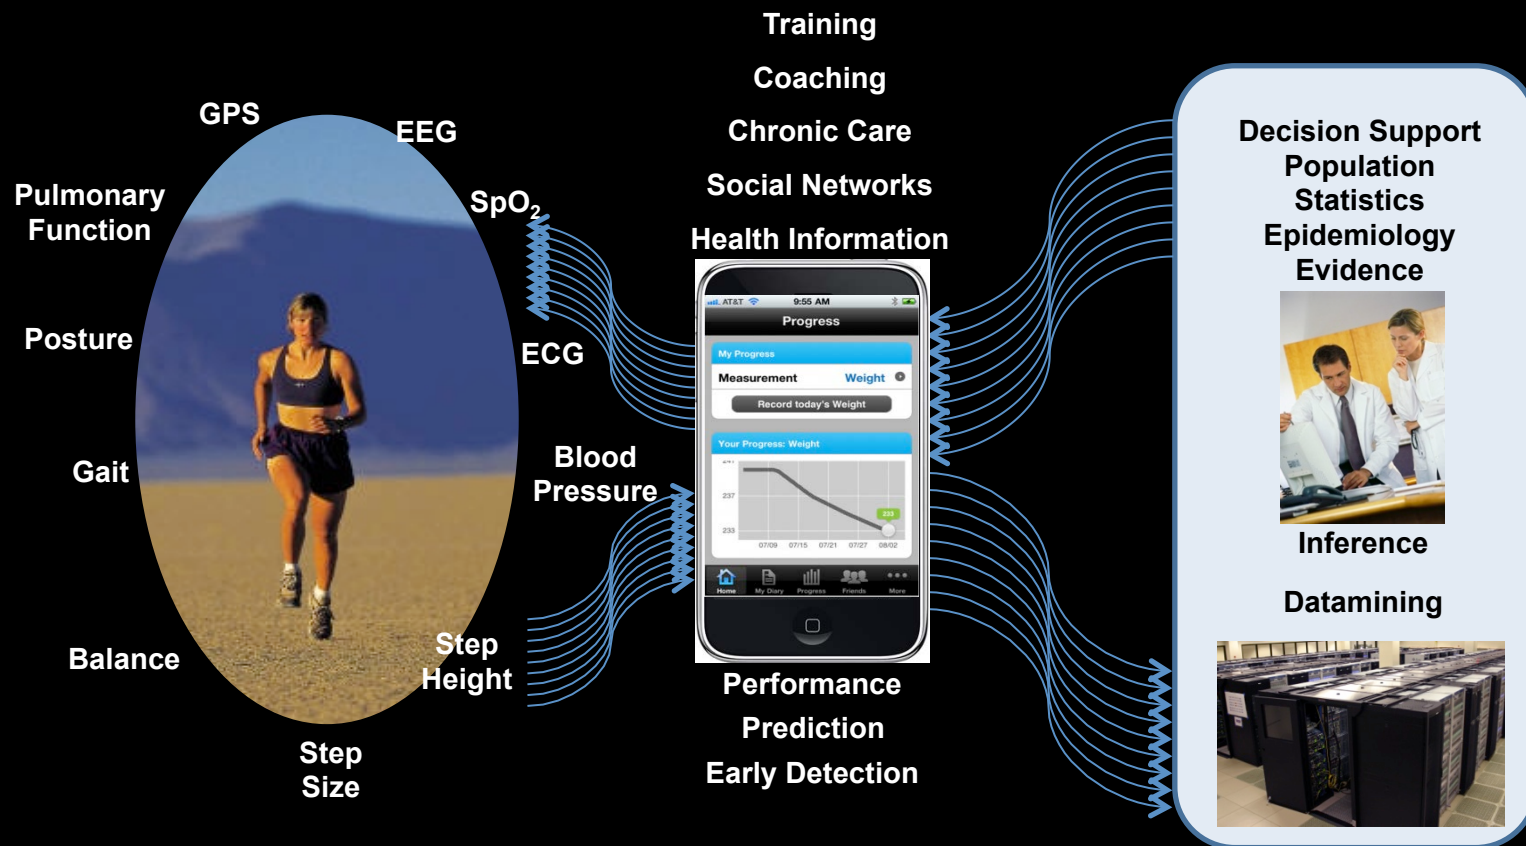 Training
Coaching
Chronic Care
Social Networks
Health Information
GPS
EEG
Pulmonary
Function
SpO₂
Posture
ECG
Gait
Blood
Pressure
Balance
Step
Height
Step
Size
AT&T 9:55 AM
Progress
My Progress
Measurement Weight
Record today's Weight
Your Progress: Weight
237
233
233
07/09 07/15 07/21 07/27 08/02
Home My Diary Progress Friends More
Performance
Prediction
Early Detection
Decision Support
Population
Statistics
Epidemiology
Evidence
Inference
Datamining